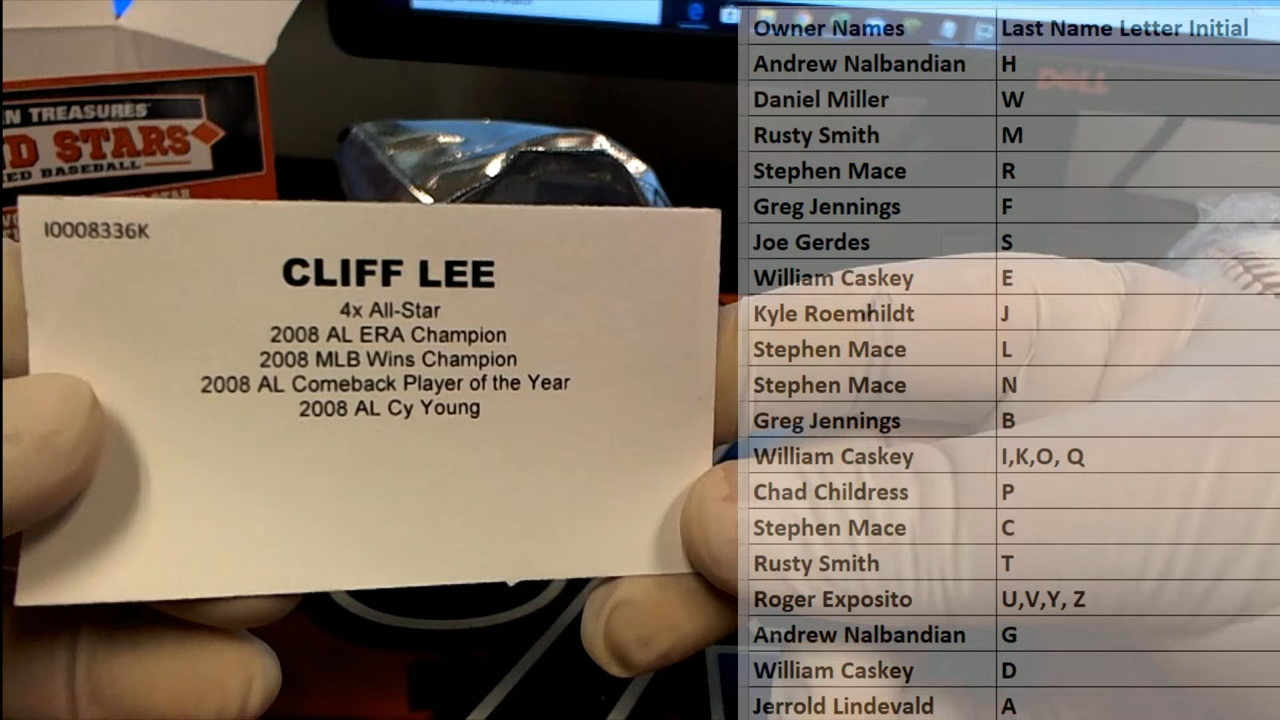 N TREASURES
D STARS
ED BASEBALL
I0008336K
CLIFF LEE
4x All-Star
2008 AL ERA Champion
2008 MLB Wins Champion
2008 AL Comeback Player of the Year
2008 AL Cy Young
DELL
Owner Names Last Name Letter Initial
Andrew Nalbandian H
Daniel Miller W
Rusty Smith M
Stephen Mace R
Greg Jennings F
Joe Gerdes S
William Caskey E
Kyle Roemhildt J
Stephen Mace L
Stephen Mace N
Greg Jennings B
William Caskey I,K,O, Q
Chad Childress P
Stephen Mace C
Rusty Smith T
Roger Exposito U,V,Y, Z
Andrew Nalbandian G
William Caskey D
Jerrold Lindevald A